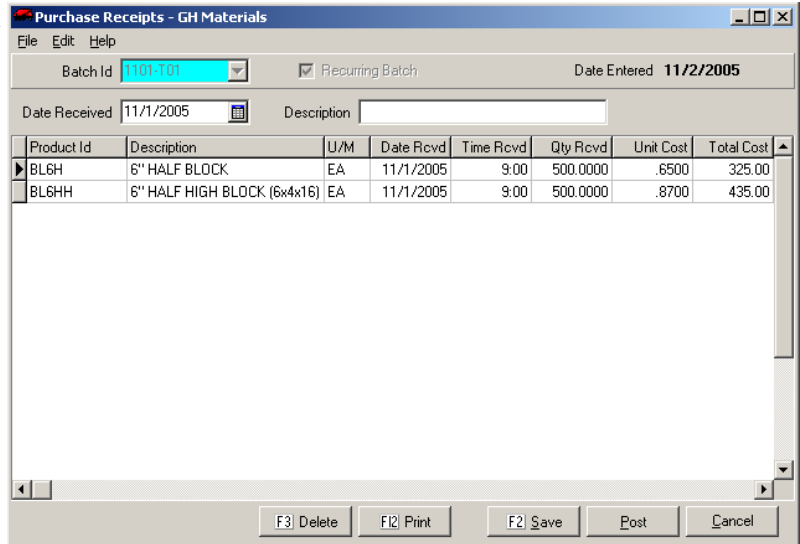 Purchase Receipts - GH Materials
File Edit Help
Batch Id 1101-T01 Recurring Batch Date Entered 11/2/2005
Date Received 11/1/2005 Description
Product Id Description U/M Date Rcvd Time Rcvd Qty Rcvd Unit Cost Total Cost
BL6H 6" HALF BLOCK EA 11/1/2005 9:00 500.0000 .6500 325.00
BL6HH 6" HALF HIGH BLOCK (6x4x16) EA 11/1/2005 9:00 500.0000 .8700 435.00
F3 Delete F12 Print F2 Save Post Cancel